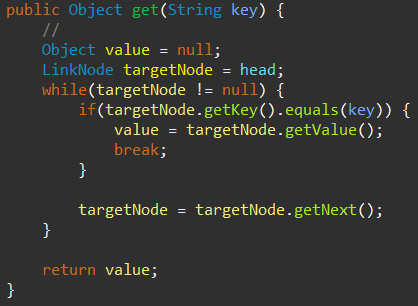 public Object get(String key) {
    //
    Object value = null;
    LinkNode targetNode = head;
    while(targetNode != null) {
        if(targetNode.getKey().equals(key)) {
            value = targetNode.getValue();
            break;
        }

        targetNode = targetNode.getNext();
    }

    return value;
}